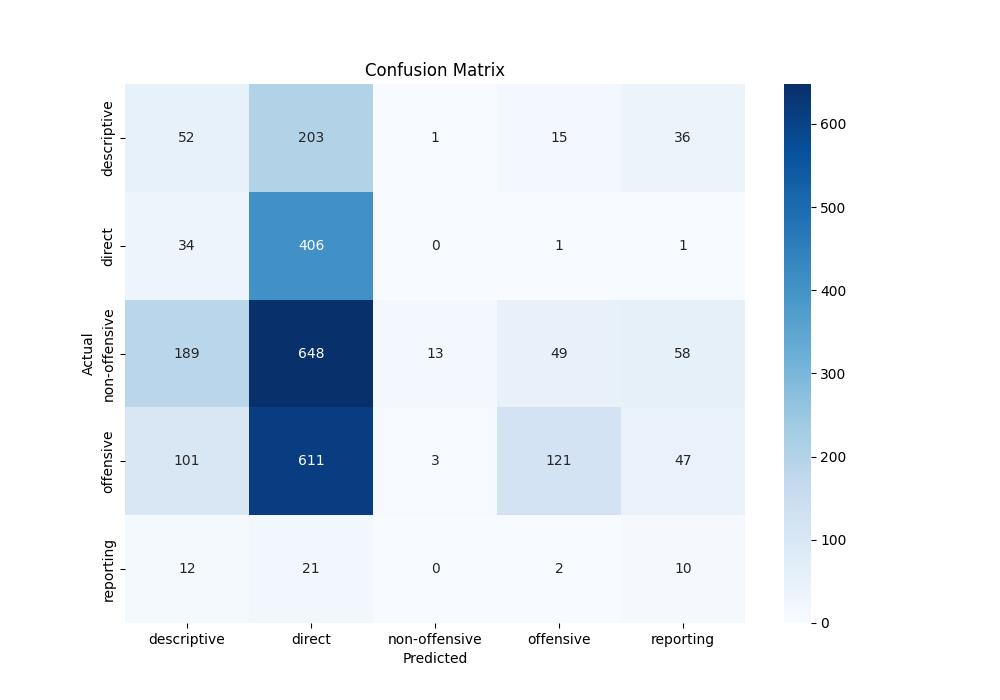 Confusion Matrix
Actual
descriptive 52 203 1 15 36
direct 34 406 0 1 1
non-offensive 189 648 13 49 58
offensive 101 611 3 121 47
reporting 12 21 0 2 10
descriptive direct non-offensive offensive reporting
Predicted
600
500
400
300
200
100
0